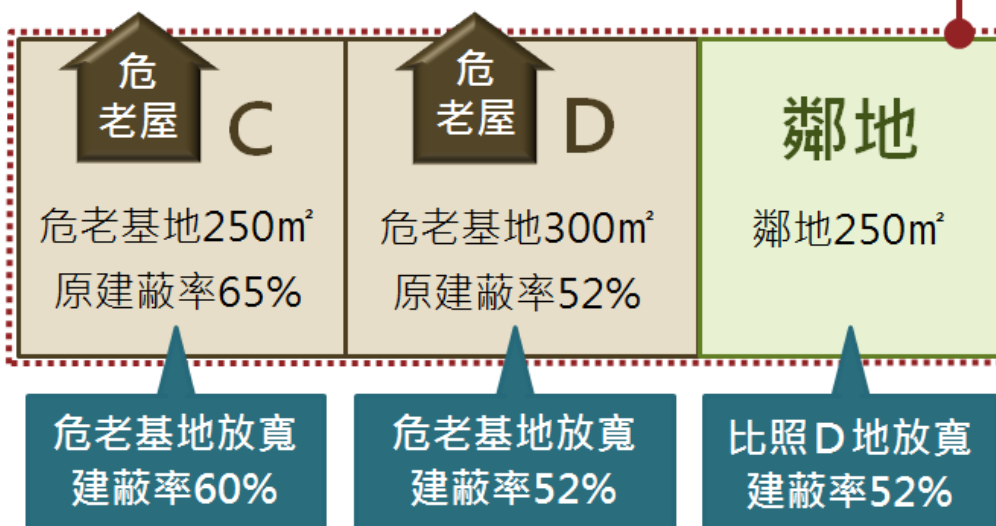 危
老屋
C
危老基地250㎡
原建蔽率65%
危老基地放寬
建蔽率60%
危
老屋
D
危老基地300㎡
原建蔽率52%
危老基地放寬
建蔽率52%
鄰地
鄰地250㎡
比照D地放寬
建蔽率52%